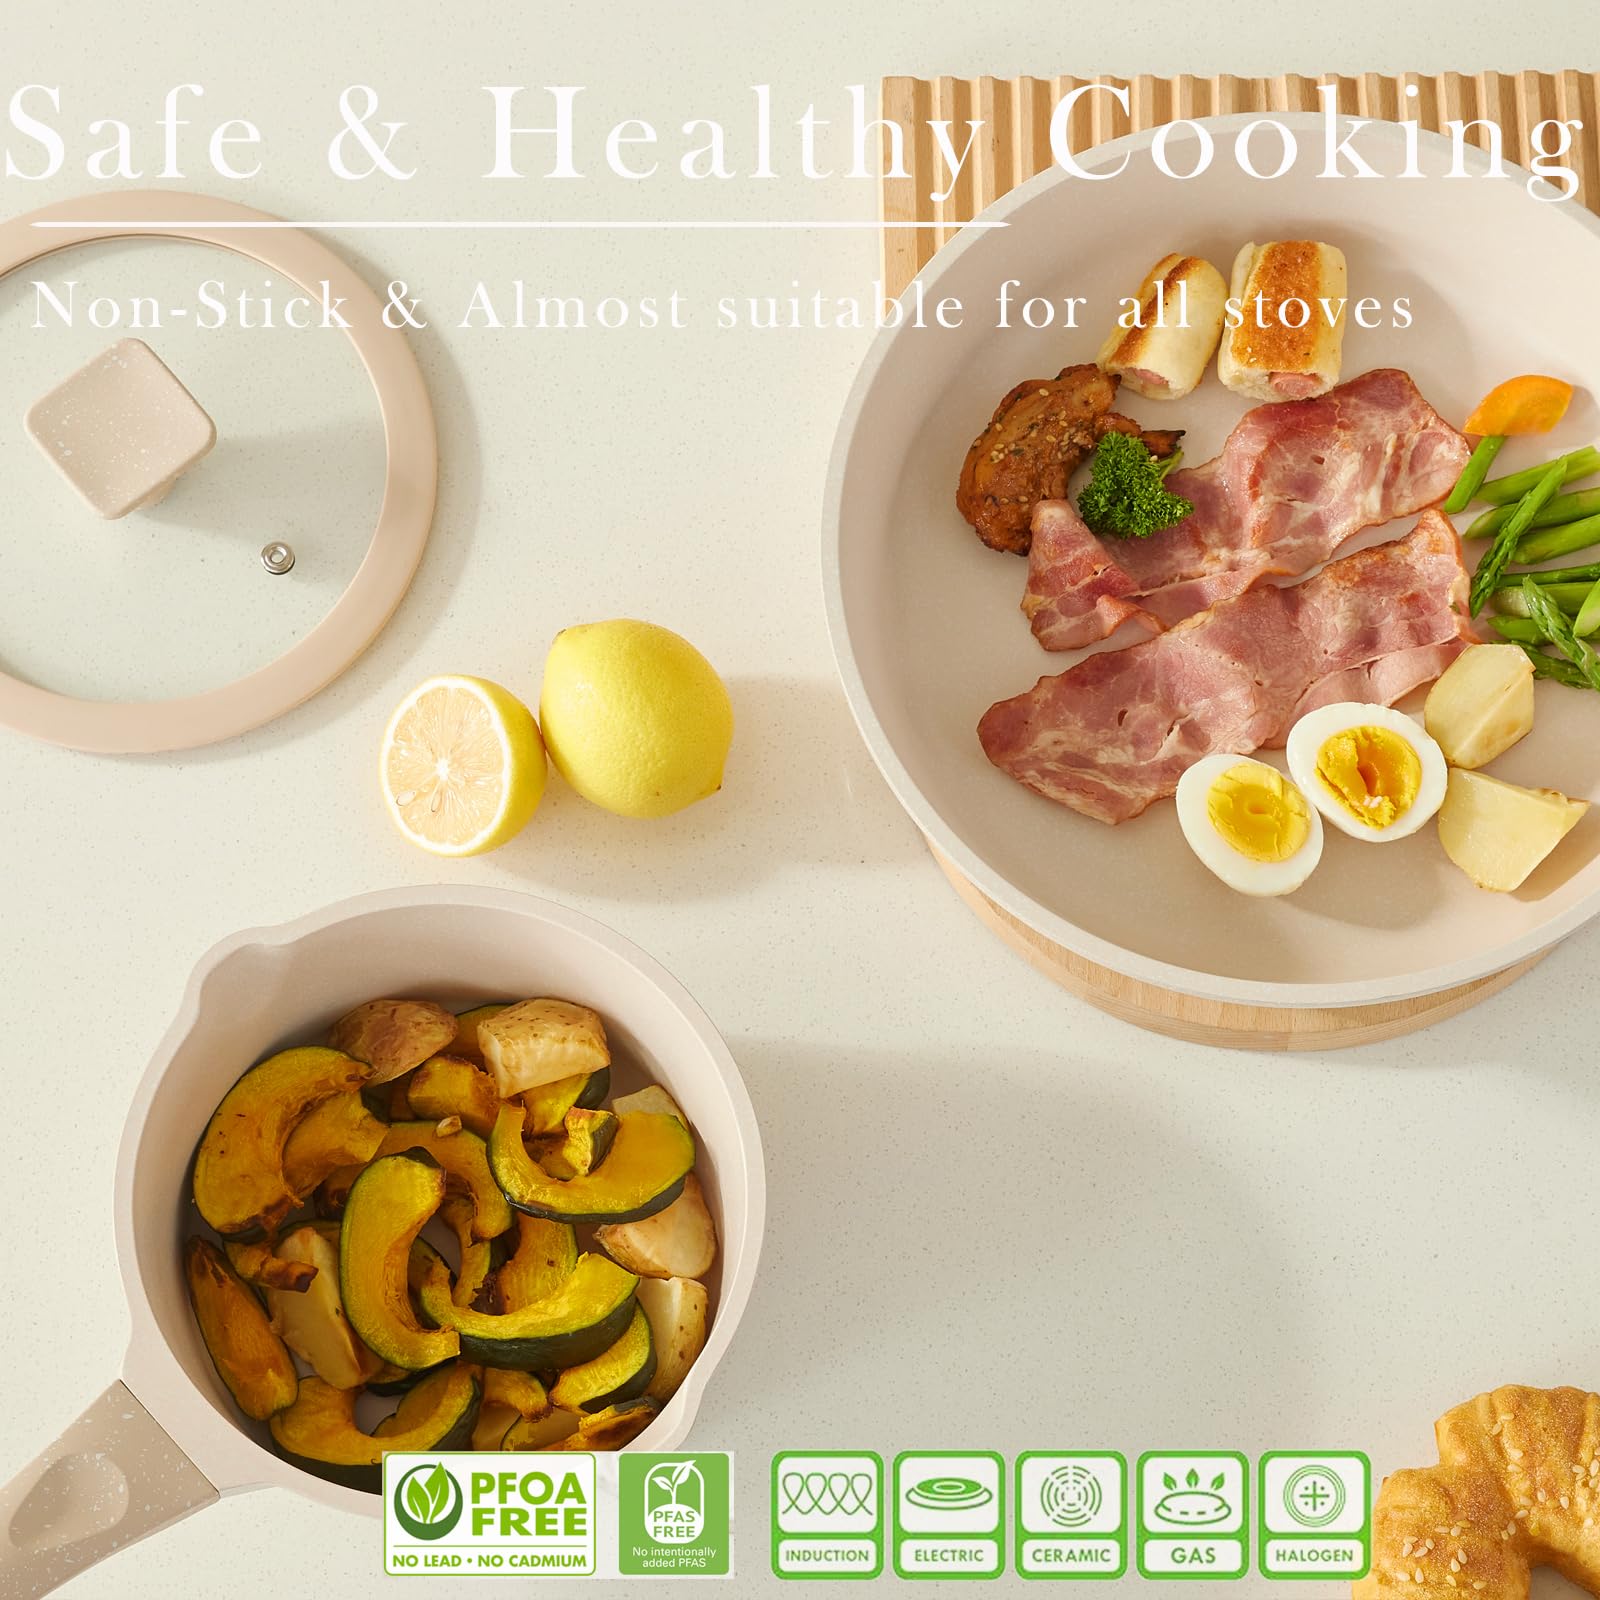 Safe & Healthy Cooking
Non-Stick & Almost suitable for all stoves
PFOA
FREE
NO LEAD • NO CADMIUM
PFAS
FREE
No intentionally
added PFAS
INDUCTION
ELECTRIC
CERAMIC
GAS
HALOGEN